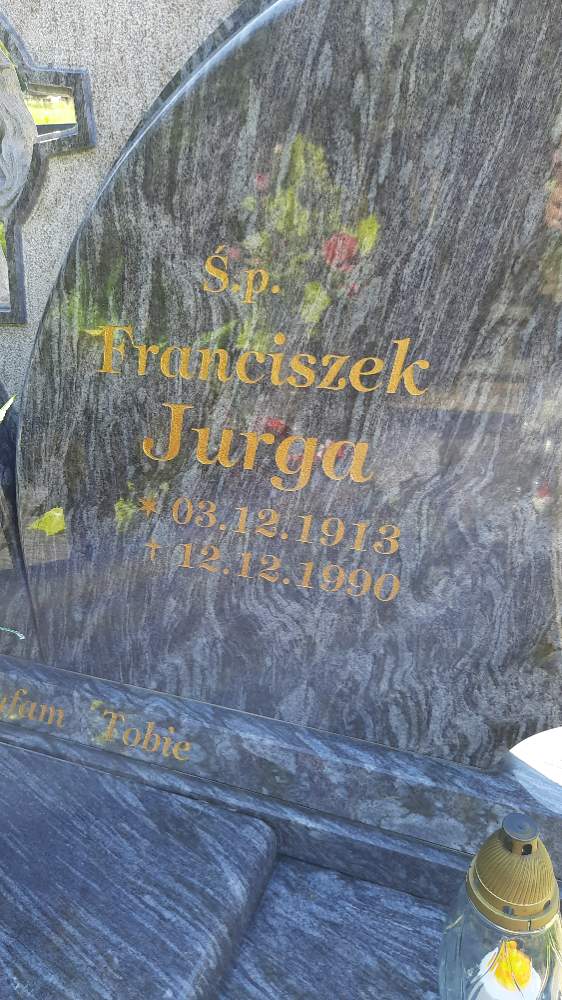 Ś.p.
Franciszek
Jurga
* 03.12.1913
† 12.12.1990
Tobie